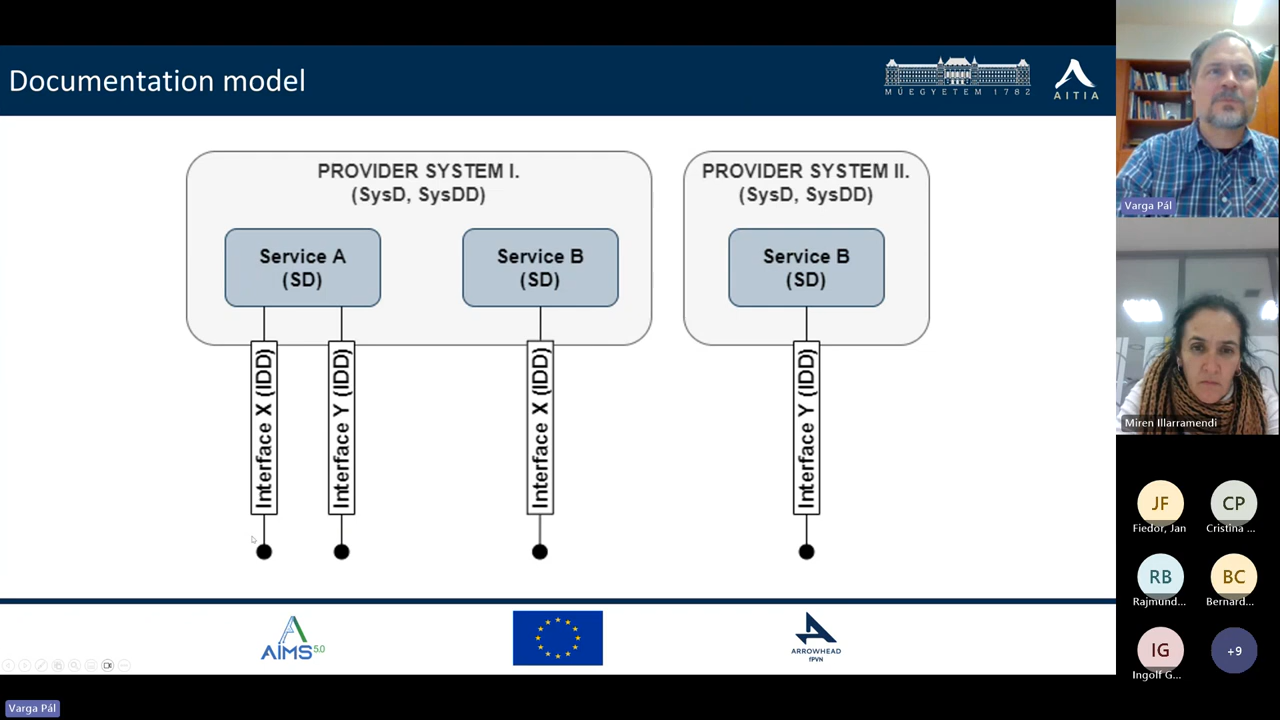 Documentation model
MŰEGYETEM 1782
AITIA
PROVIDER SYSTEM I.
(SysD, SysDD)
PROVIDER SYSTEM II.
(SysD, SysDD)
Service A
(SD)
Service B
(SD)
Service B
(SD)
Interface X (IDD)
Interface Y (IDD)
Interface X (IDD)
Interface Y (IDD)
AIMS 5.0
ARROWHEAD
fPVN
Varga Pál
Miren Illarramendi
JF
Fiedor, Jan
CP
Cristina ...
RB
Rajmund...
BC
Bernard...
IG
Ingolf G...
+9
Varga Pál